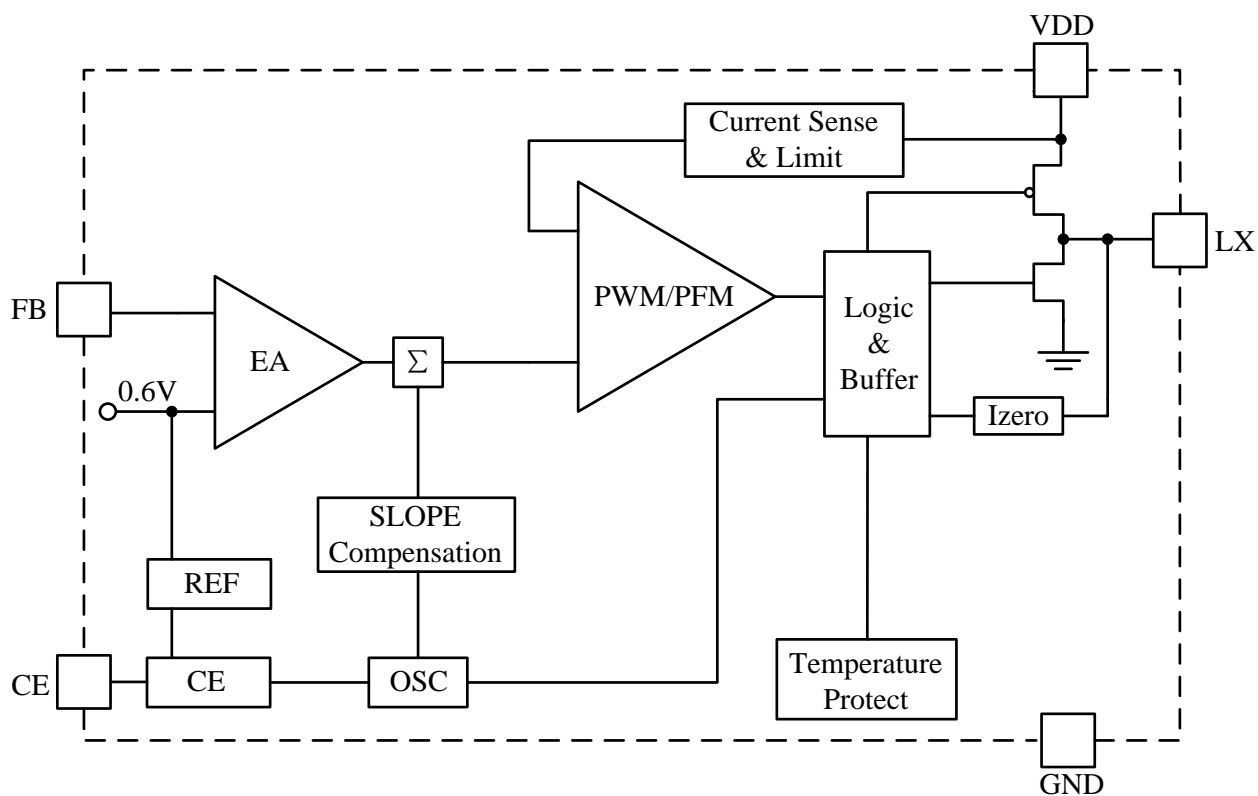 VDD
Current Sense
& Limit
LX
FB
EA
Σ
PWM/PFM
Logic
&
Buffer
0.6V
Izero
SLOPE
Compensation
REF
CE
CE
OSC
Temperature
Protect
GND